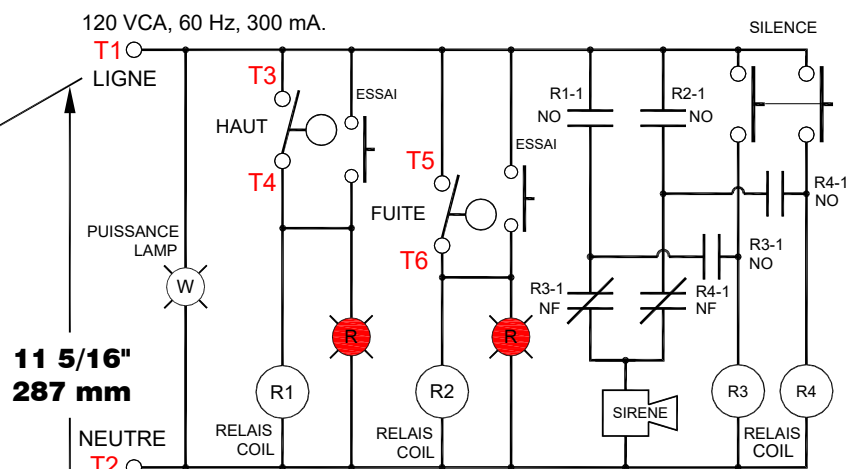 120 VCA, 60 Hz, 300 mA.
T1
LIGNE
SILENCE
T3
ESSAI
HAUT
T4
R1-1
NO
R2-1
NO
ESSAI
T5
FUITE
T6
R4-1
NO
PUISSANCE
LAMP
W
R3-1
NO
R3-1
NF
R4-1
NF
R
R
11 5/16"
287 mm
R1
R2
SIRENE
R3
R4
NEUTRE
T2
RELAIS
COIL
RELAIS
COIL
RELAIS
COIL